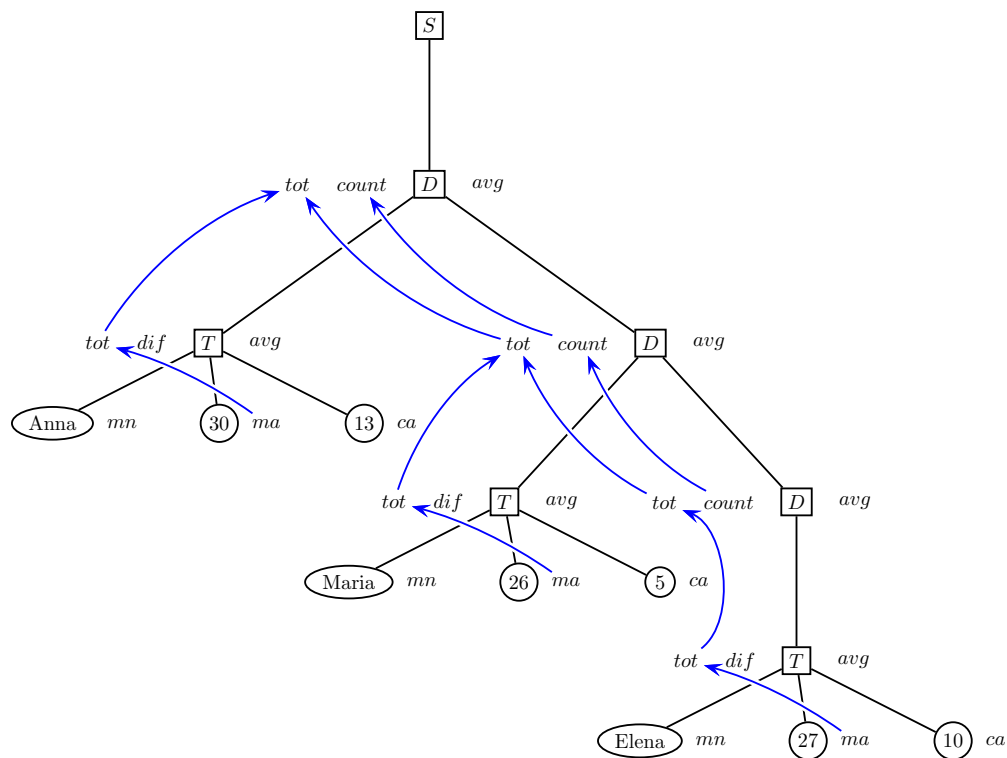 S
tot count D avg
tot dif T avg tot count D avg
Anna mn 30 ma 13 ca
tot dif T avg tot count D avg
Maria mn 26 ma 5 ca
tot dif T avg
Elena mn 27 ma 10 ca